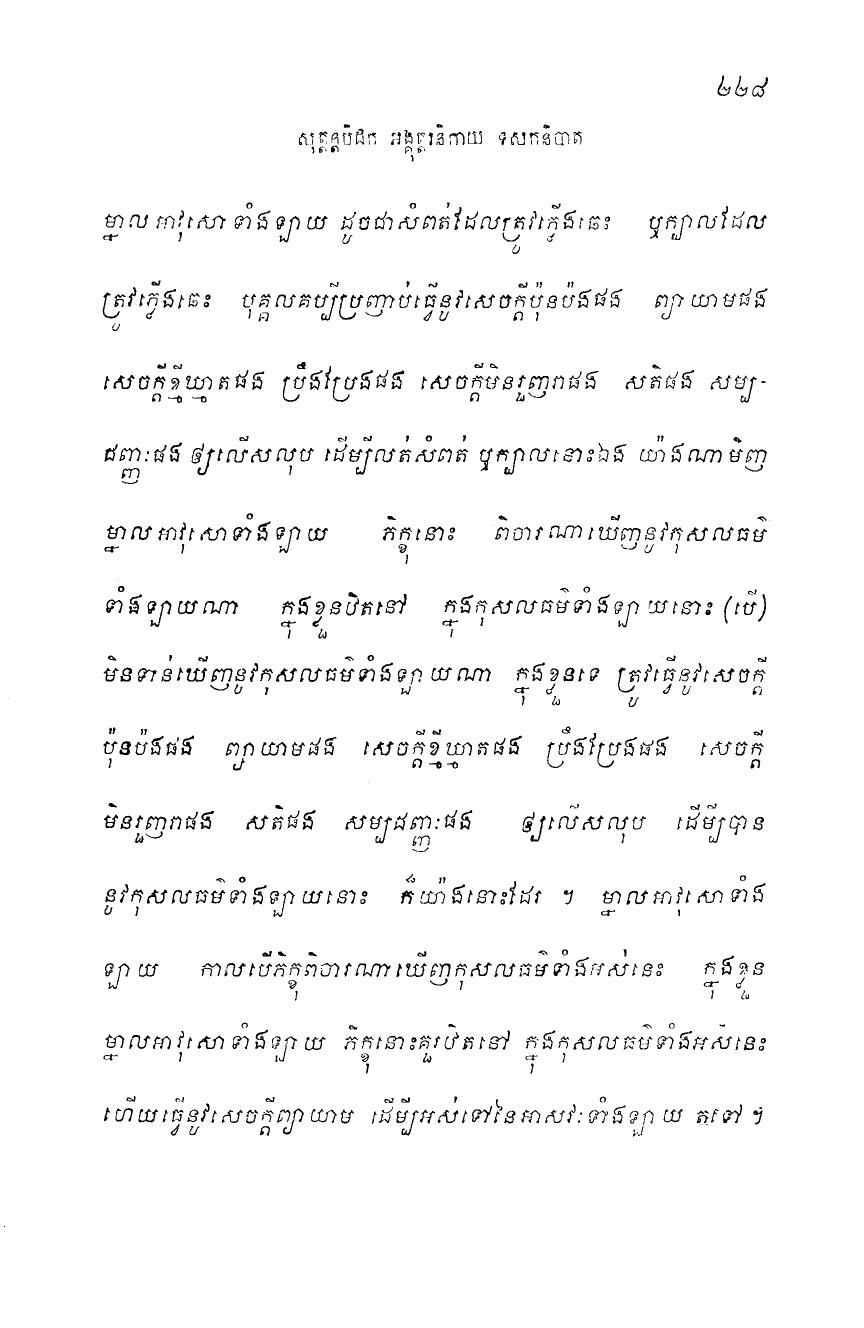 ២២៨
សុត្តន្តបិដក អង្គុត្តរនិកាយ ទសកនិបាត
ម្នាលអាវុសោទាំងឡាយ ដូចជាសំពត់ដែលត្រូវភ្លើងឆេះ ឬក្បាលដែល
ត្រូវភ្លើងឆេះ បុគ្គលគប្បីប្រញាប់ធ្វើនូវសេចក្តីប៉ុនប៉ងផង ព្យាយាមផង
សេចក្តីខ្មីឃ្មាតផង ប្រឹងប្រែងផង សេចក្តីមិនរួញរាផង សតិផង សម្ប-
ជញ្ញៈផង ឲ្យលើសលុប ដើម្បីលត់សំពត់ ឬក្បាលនោះឯង យ៉ាងណាមិញ
ម្នាលអាវុសោទាំងឡាយ ភិក្ខុនោះ ពិចារណាឃើញនូវកុសលធម៌
ទាំងឡាយណា ក្នុងខ្លួនឋិតនៅ ក្នុងកុសលធម៌ទាំងឡាយនោះ (បើ)
មិនទាន់ឃើញនូវកុសលធម៌ទាំងឡាយណា ក្នុងខ្លួនទេ ត្រូវធ្វើនូវសេចក្តី
ប៉ុនប៉ងផង ព្យាយាមផង សេចក្តីខ្មីឃ្មាតផង ប្រឹងប្រែងផង សេចក្តី
មិនរួញរាផង សតិផង សម្បជញ្ញៈផង ឲ្យលើសលុប ដើម្បីបាន
នូវកុសលធម៌ទាំងឡាយនោះ ក៏យ៉ាងនោះដែរ ។ ម្នាលអាវុសោទាំង
ឡាយ កាលបើភិក្ខុពិចារណាឃើញកុសលធម៌ទាំងអស់នេះ ក្នុងខ្លួន
ម្នាលអាវុសោទាំងឡាយ ភិក្ខុនោះគួរឋិតនៅ ក្នុងកុសលធម៌ទាំងអស់នេះ
ហើយធ្វើនូវសេចក្តីព្យាយាម ដើម្បីអស់ទៅនៃអាសវៈទាំងឡាយ តទៅ ។